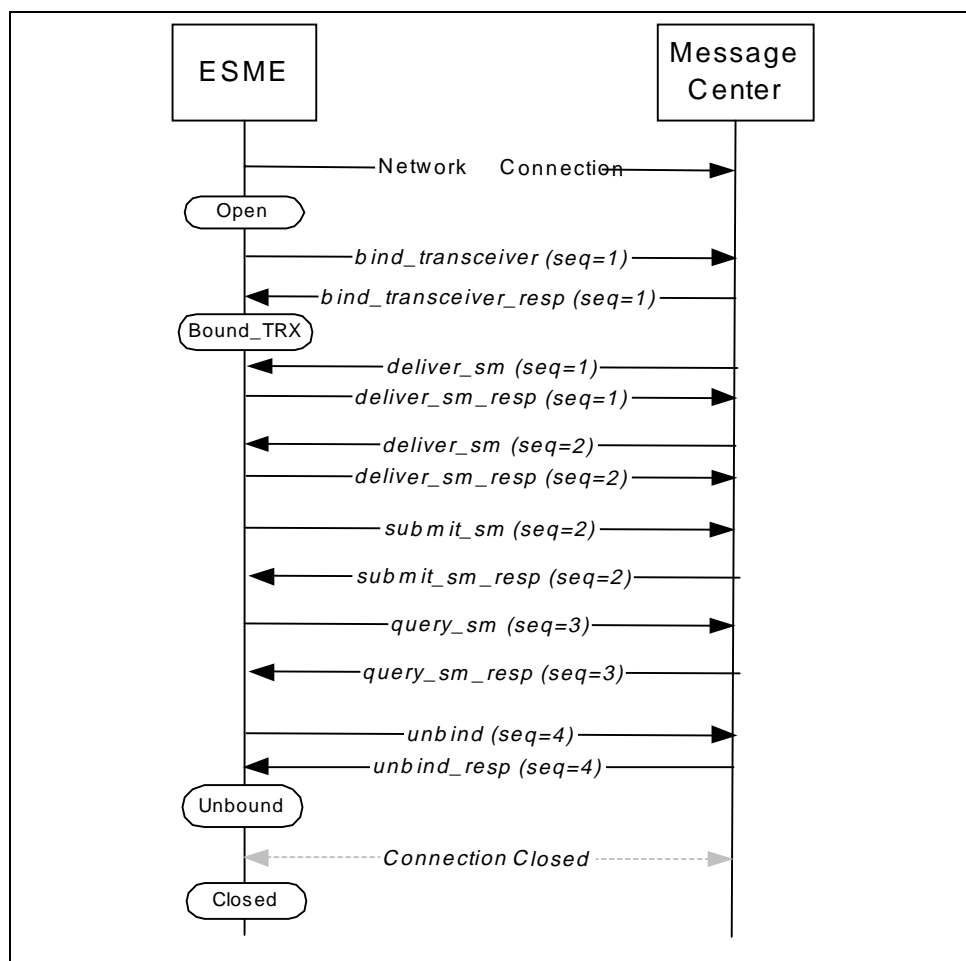 ESME
Message
Center
Network Connection
Open
bind_transceiver (seq=1)
bind_transceiver_resp (seq=1)
Bound_TRX
deliver_sm (seq=1)
deliver_sm_resp (seq=1)
deliver_sm (seq=2)
deliver_sm_resp (seq=2)
submit_sm (seq=2)
submit_sm_resp (seq=2)
query_sm (seq=3)
query_sm_resp (seq=3)
unbind (seq=4)
unbind_resp (seq=4)
Unbound
Connection Closed
Closed